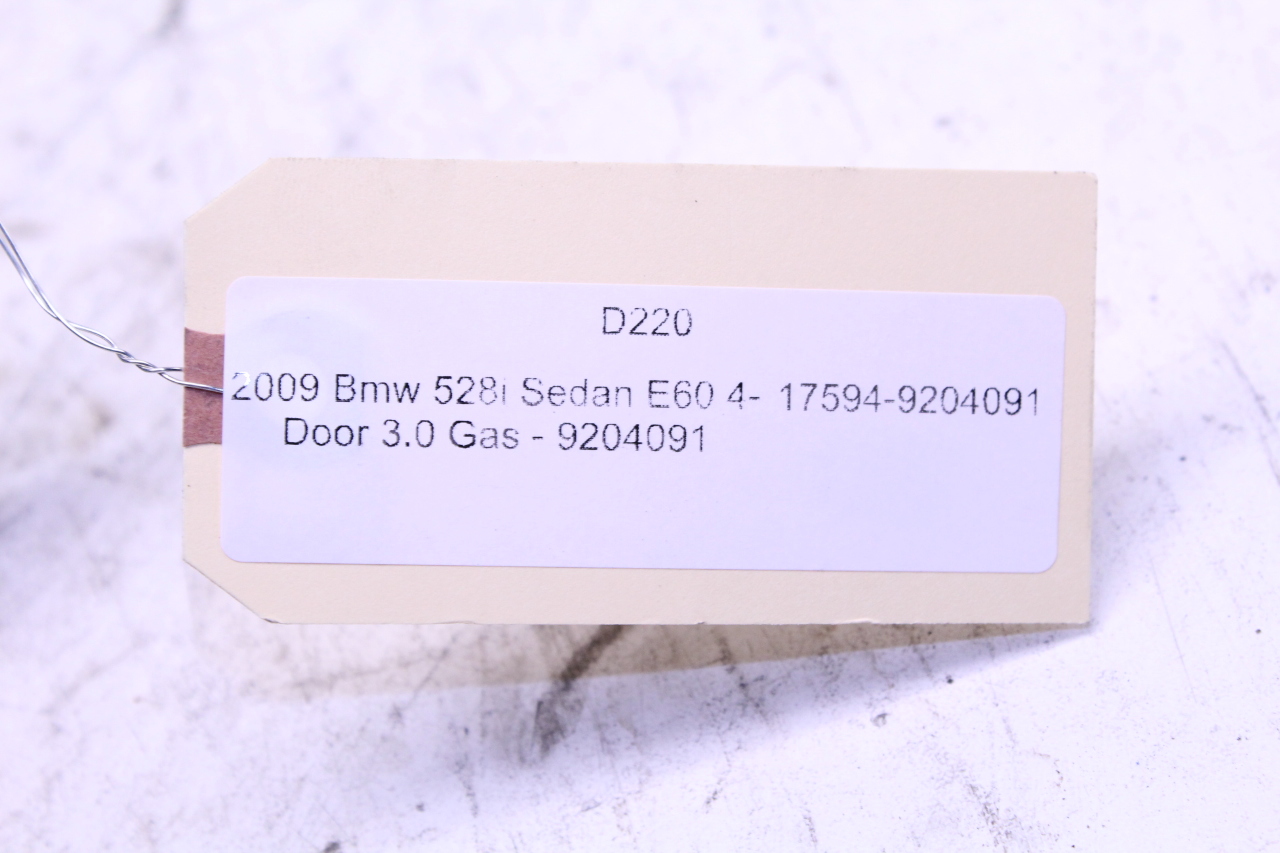 D220
2009 Bmw 528i Sedan E60 4- 17594-9204091
Door 3.0 Gas - 9204091